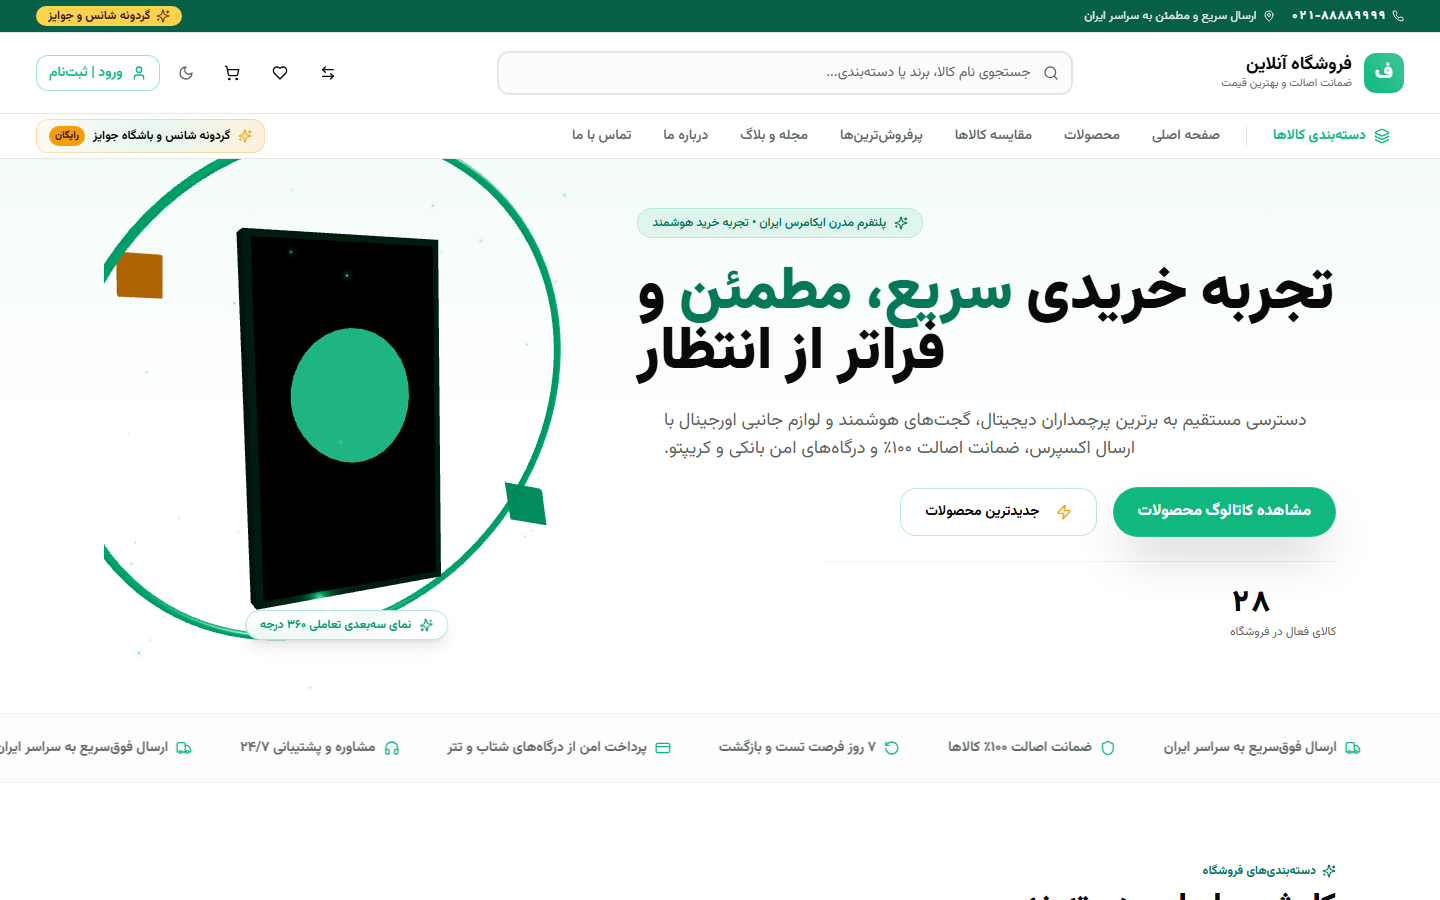 ۰۲۱-۸۸۸۸۹۹۹۹
ارسال سریع و مطمئن به سراسر ایران
گردونه شانس و جوایز
ف
فروشگاه آنلاین
ضمانت اصالت و بهترین قیمت
جستجوی نام کالا، برند یا دسته‌بندی...
ورود | ثبت‌نام
دسته‌بندی کالاها
صفحه اصلی
محصولات
مقایسه کالاها
پرفروش‌ترین‌ها
مجله و بلاگ
درباره ما
تماس با ما
گردونه شانس و باشگاه جوایز
رایگان
پلتفرم مدرن ایکامرس ایران • تجربه خرید هوشمند
تجربه خریدی سریع، مطمئن و
فراتر از انتظار
دسترسی مستقیم به برترین پرچمداران دیجیتال، گجت‌های هوشمند و لوازم جانبی اورجینال با
ارسال اکسپرس، ضمانت اصالت ۱۰۰٪ و درگاه‌های امن بانکی و کریپتو.
مشاهده کاتالوگ محصولات
جدیدترین محصولات
۲۸
کالای فعال در فروشگاه
نمای سه‌بعدی تعاملی ۳۶۰ درجه
ارسال فوق‌سریع به سراسر ایران
ضمانت اصالت ۱۰۰٪ کالاها
۷ روز فرصت تست و بازگشت
پرداخت امن از درگاه‌های شتاب و تتر
مشاوره و پشتیبانی ۲۴/۷
ارسال فوق‌سریع به سراسر ایران
دسته‌بندی‌های فروشگاه